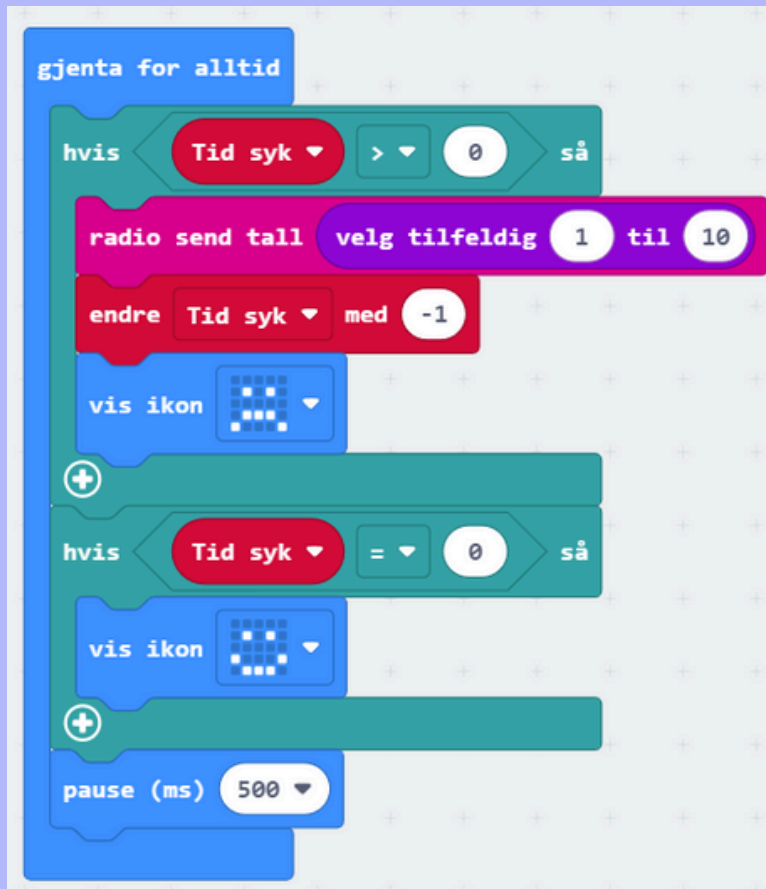 gjenta for alltid
hvis Tid syk > 0 så
radio send tall velg tilfeldig 1 til 10
endre Tid syk med -1
vis ikon
hvis Tid syk = 0 så
vis ikon
pause (ms) 500